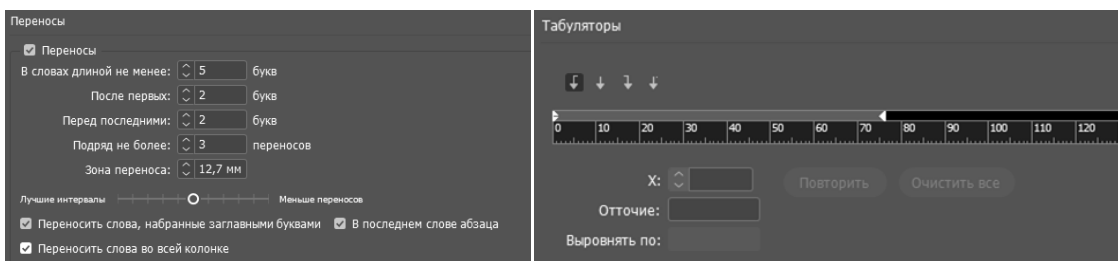 Переносы
Переносы
В словах длиной не менее: 5 букв
После первых: 2 букв
Перед последними: 2 букв
Подряд не более: 3 переносов
Зона переноса: 12,7 мм
Лучшие интервалы Меньше переносов
Переносить слова, набранные заглавными буквами В последнем слове абзаца
Переносить слова во всей колонке
Табуляторы
0 10 20 30 40 50 60 70 80 90 100 110 120
X:
Повторить Очистить все
Отточие:
Выровнять по: